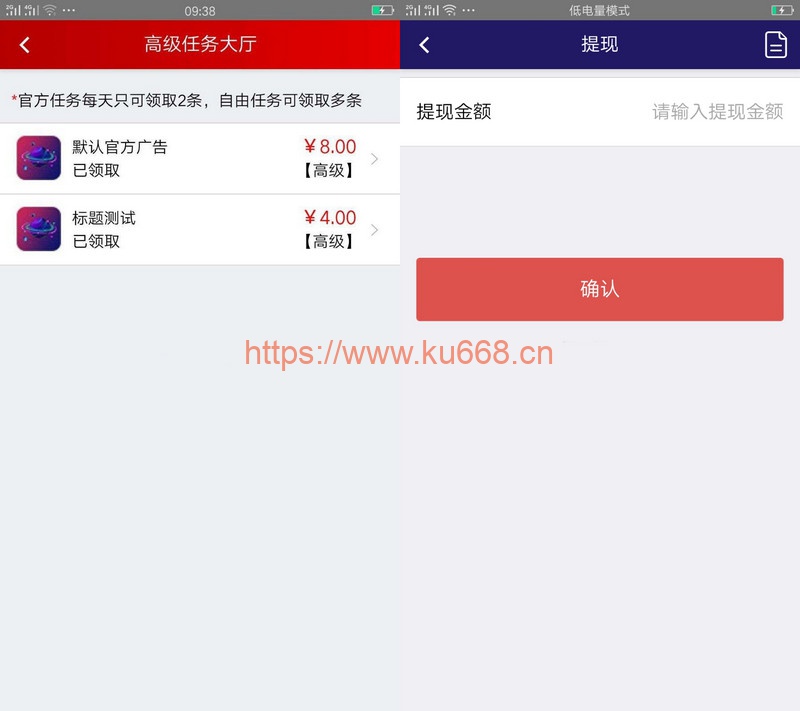 2G 4G 09:38
高级任务大厅
*官方任务每天只可领取2条，自由任务可领取多条
默认官方广告 ￥8.00
已领取 【高级】
标题测试 ￥4.00
已领取 【高级】
2G 4G 低电量模式
提现
提现金额 请输入提现金额
确认
https://www.ku668.cn